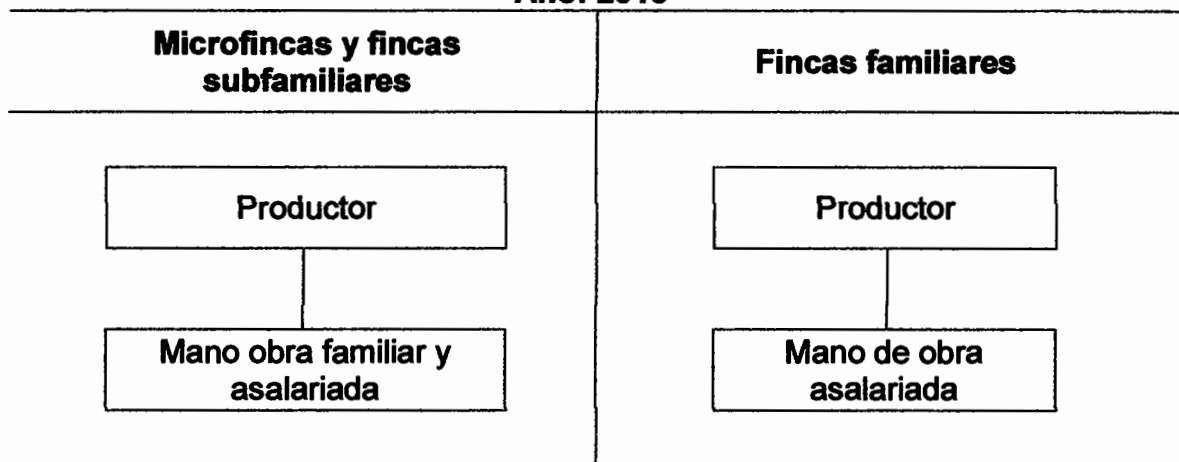 Microfincas y fincas
subfamiliares
Fincas familiares
Productor
Productor
Mano obra familiar y
asalariada
Mano de obra
asalariada